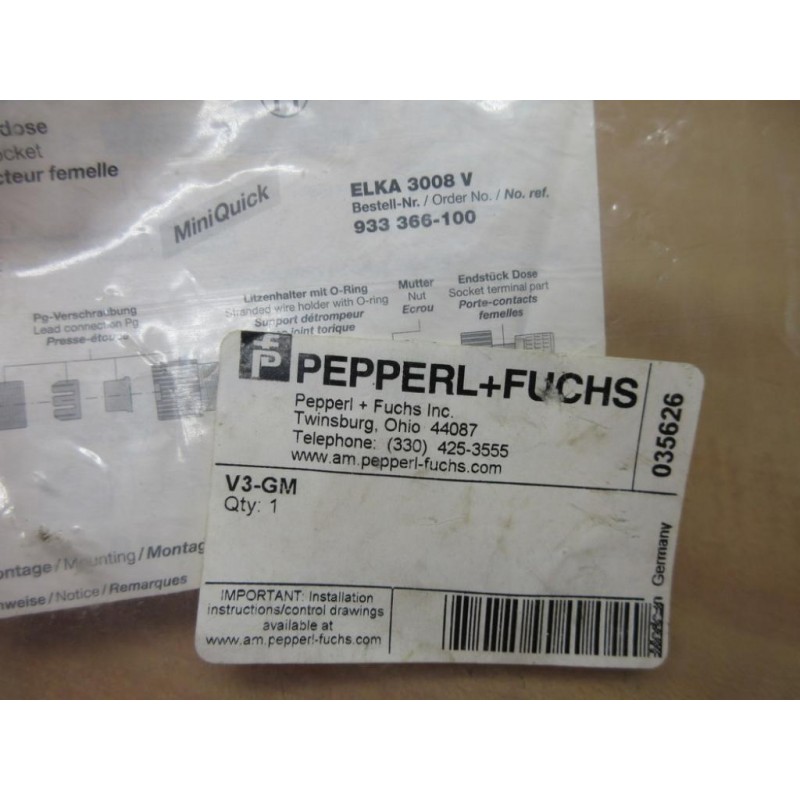 dose
ocket
cteur femelle
MiniQuick
ELKA 3008 V
Bestell-Nr. / Order No. / No. ref.
933 366-100
Pg-Verschraubung
Lead connection Pg
Presse-étoupe
Litzenhalter mit O-Ring
Stranded wire holder with O-ring
Support détrompeur
joint torique
Mutter
Nut
Ecrou
Endstück Dose
Socket terminal part
Porte-contacts
femelles
PEPPERL+FUCHS
Pepperl + Fuchs Inc.
Twinsburg, Ohio 44087
Telephone: (330) 425-3555
www.am.pepperl-fuchs.com
035626
V3-GM
Qty: 1
Germany
IMPORTANT: Installation
instructions/control drawings
available at
www.am.pepperl-fuchs.com
ontage / Mounting / Montag
nweise / Notice / Remarques